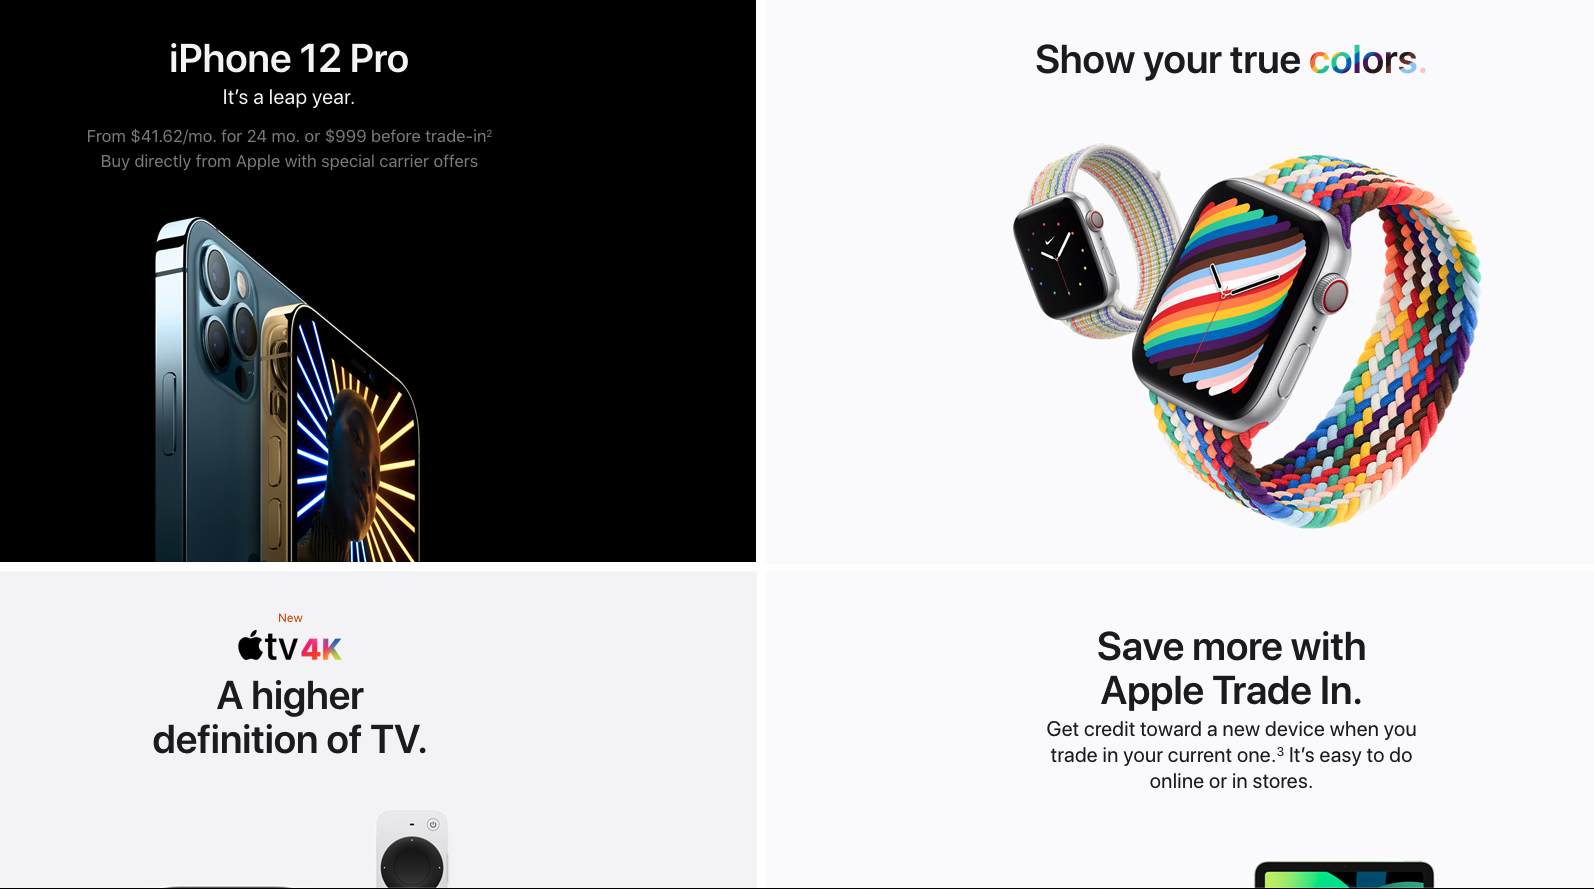 iPhone 12 Pro
It’s a leap year.
From $41.62/mo. for 24 mo. or $999 before trade-in²
Buy directly from Apple with special carrier offers
Show your true colors.
New
tv 4K
A higher
definition of TV.
Save more with
Apple Trade In.
Get credit toward a new device when you
trade in your current one.³ It’s easy to do
online or in stores.